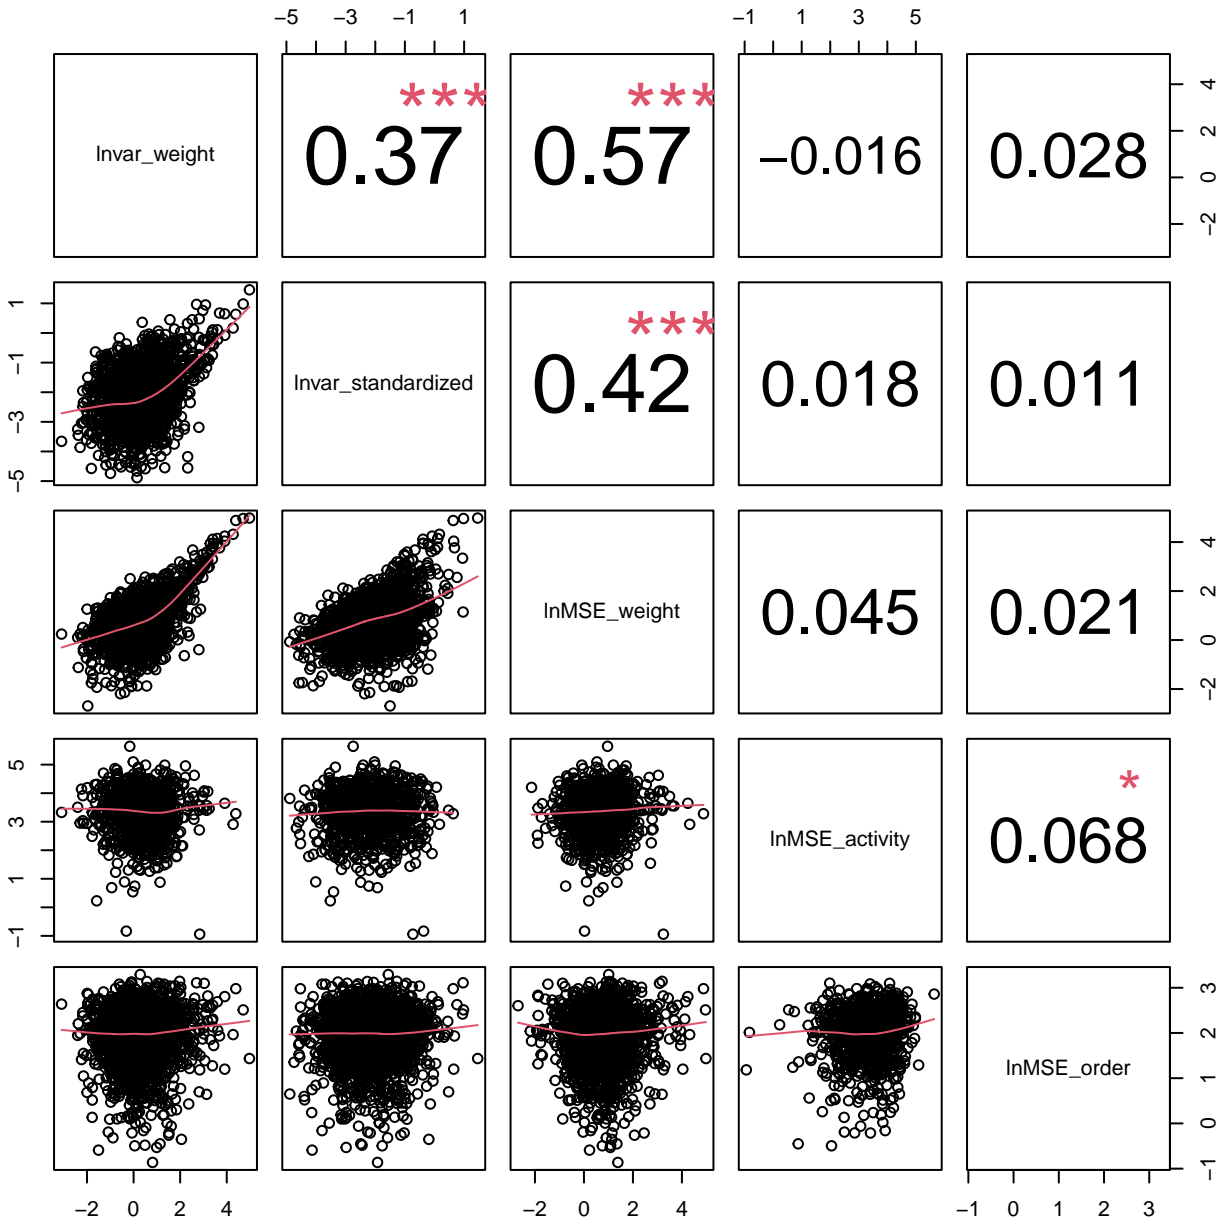 −5 −3 −1 1 −1 1 3 5
lnvar_weight
***
0.37
***
0.57
−0.016
0.028
−2 0 2 4
−5 −3 −1 1
lnvar_standardized
***
0.42
0.018
0.011
lnMSE_weight
0.045
0.021
−2 0 2 4
−1 1 3 5
lnMSE_activity
*
0.068
lnMSE_order
−1 0 1 2 3
−2 0 2 4 −2 0 2 4 −1 0 1 2 3